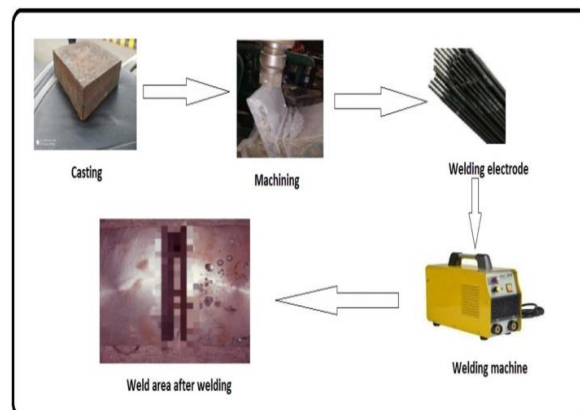 Casting
Machining
Welding electrode
Welding machine
Weld area after welding